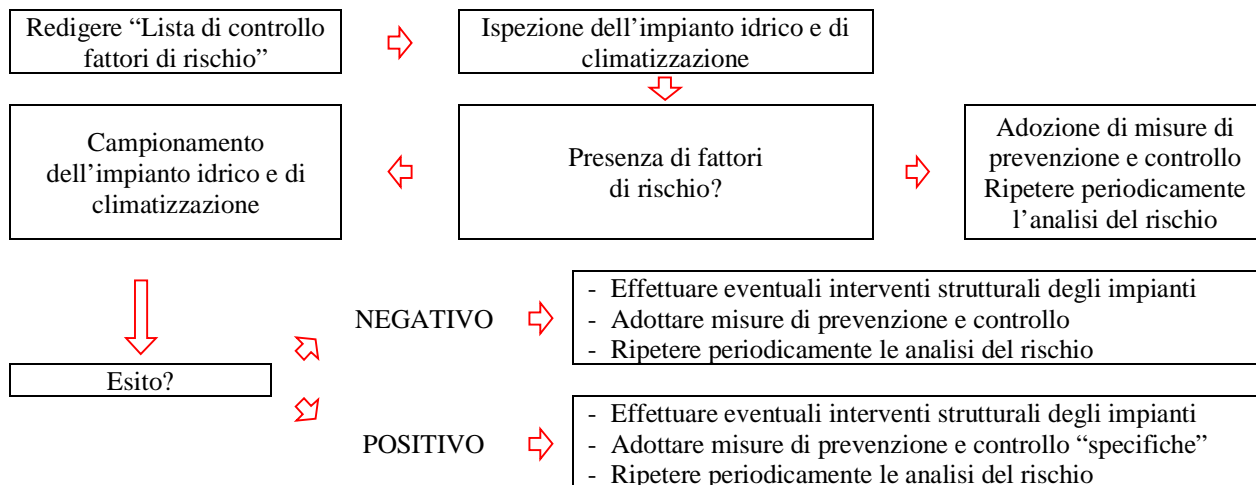 Redigere “Lista di controllo
fattori di rischio”
Ispezione dell’impianto idrico e di
climatizzazione
Campionamento
dell’impianto idrico e di
climatizzazione
Presenza di fattori
di rischio?
Adozione di misure di
prevenzione e controllo
Ripetere periodicamente
l’analisi del rischio
Esito?
NEGATIVO
- Effettuare eventuali interventi strutturali degli impianti
- Adottare misure di prevenzione e controllo
- Ripetere periodicamente le analisi del rischio
POSITIVO
- Effettuare eventuali interventi strutturali degli impianti
- Adottare misure di prevenzione e controllo “specifiche”
- Ripetere periodicamente le analisi del rischio